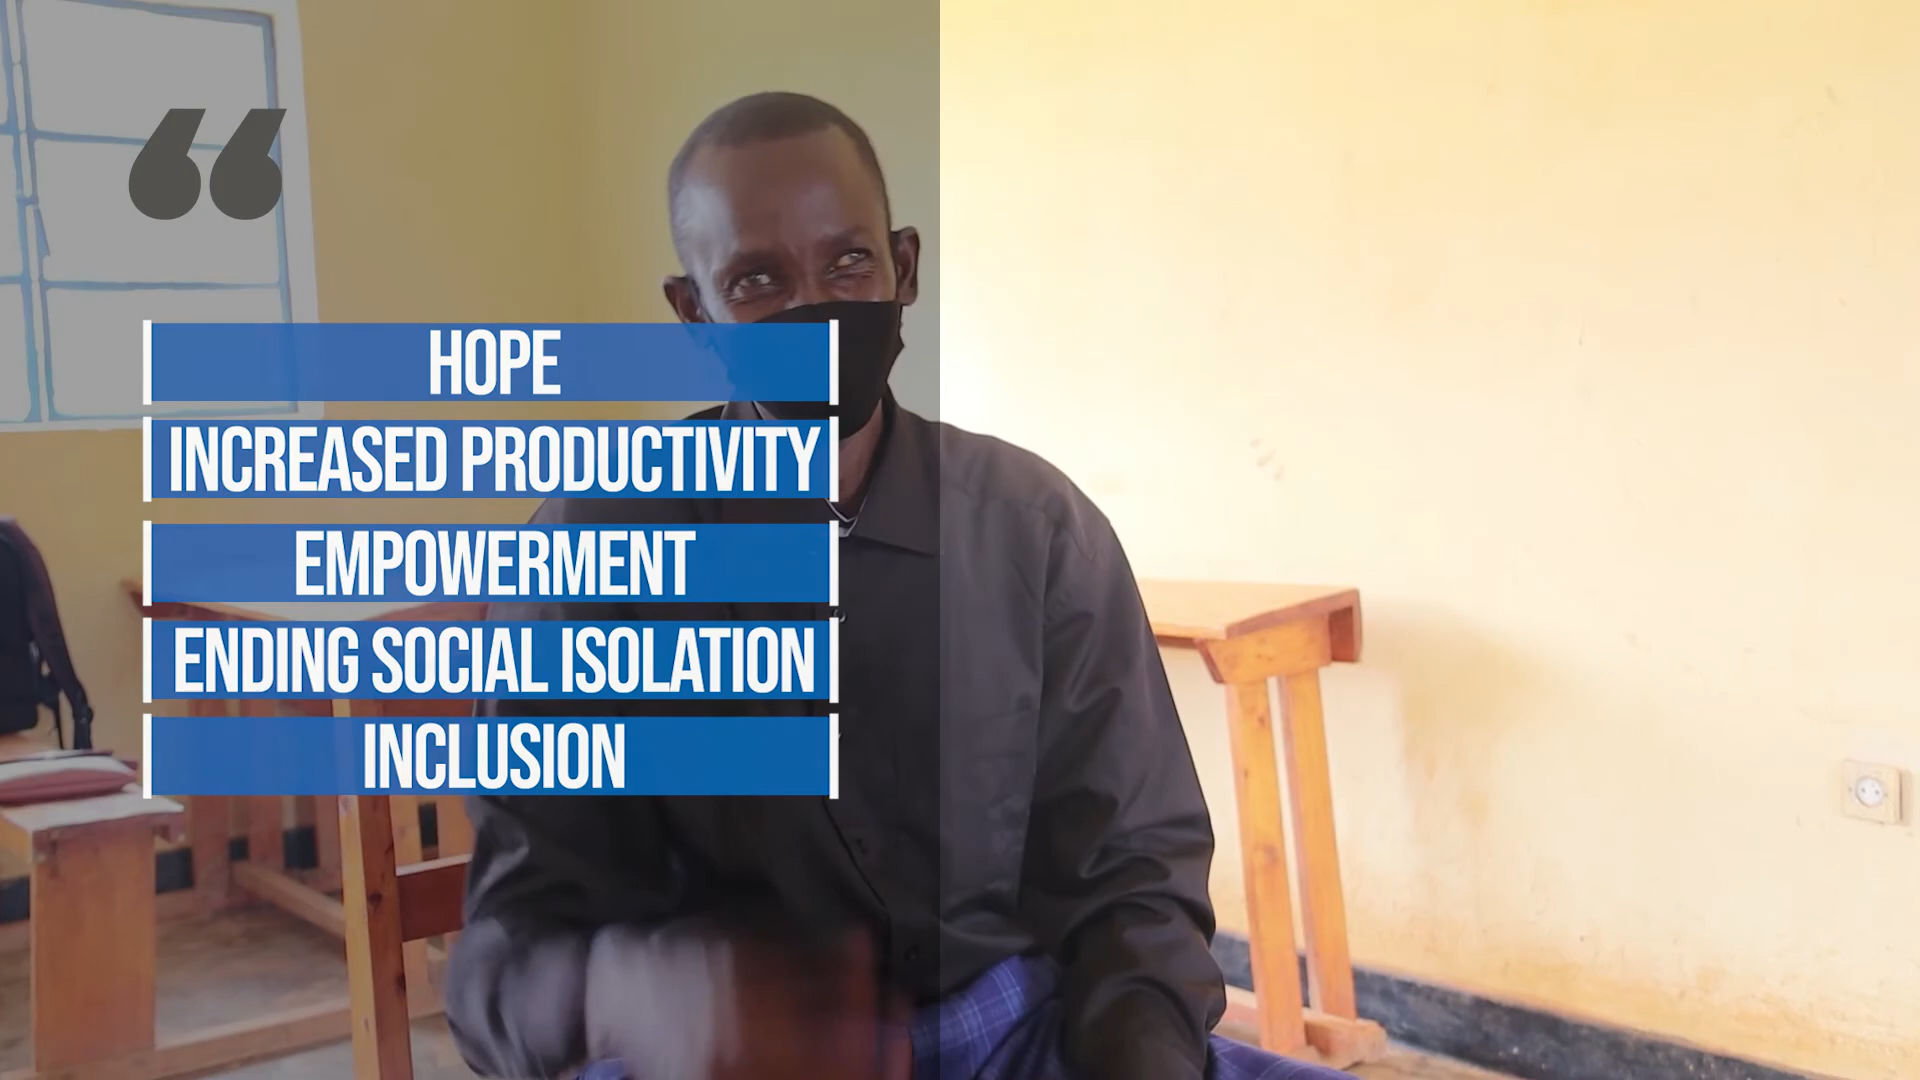 “
HOPE
INCREASED PRODUCTIVITY
EMPOWERMENT
ENDING SOCIAL ISOLATION
INCLUSION